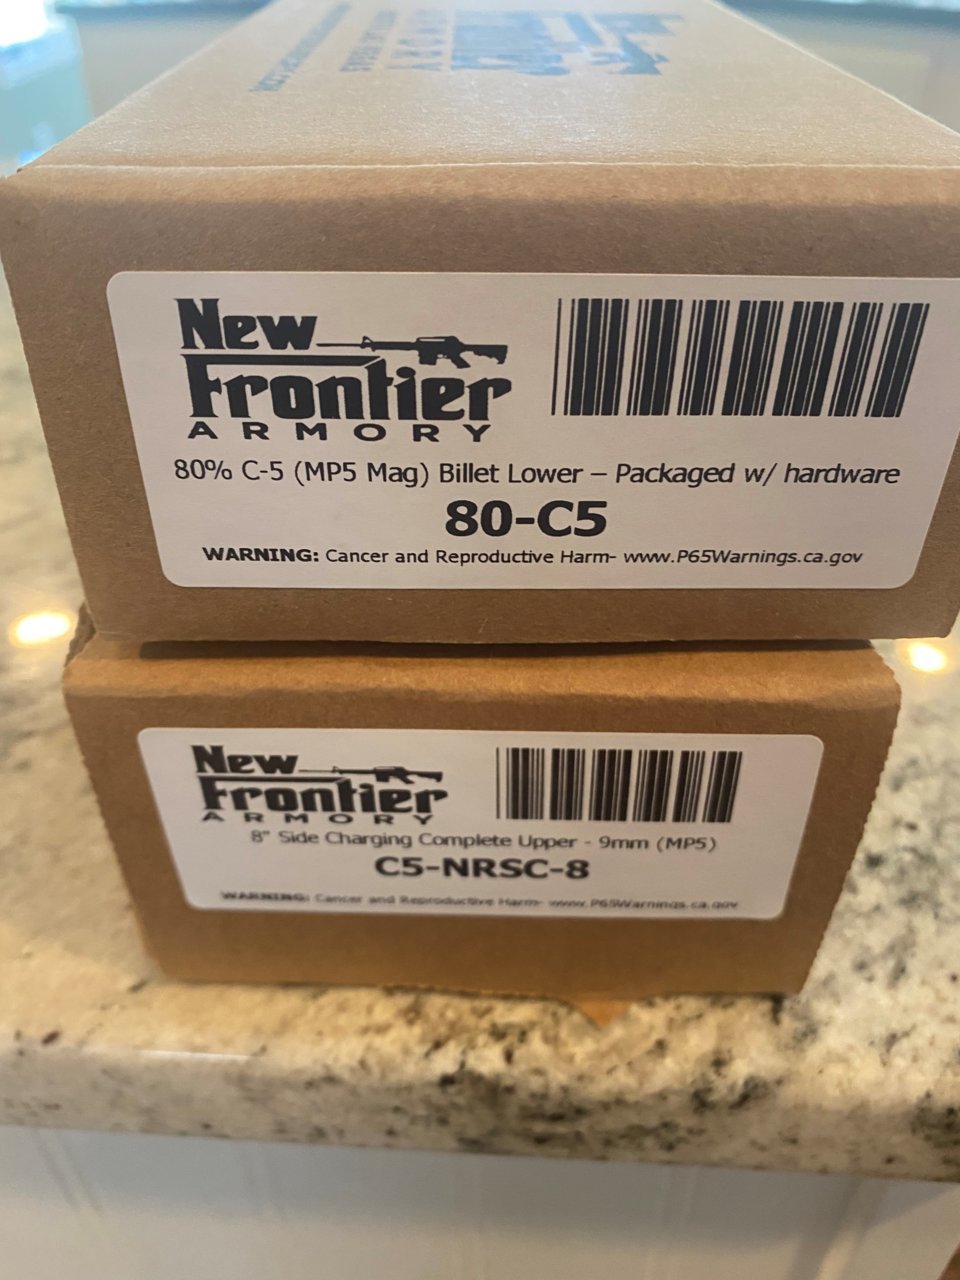 New
Frontier
ARMORY
80% C-5 (MP5 Mag) Billet Lower – Packaged w/ hardware
80-C5
WARNING: Cancer and Reproductive Harm- www.P65Warnings.ca.gov
New
Frontier
ARMORY
8" Side Charging Complete Upper - 9mm (MP5)
C5-NRSC-8
WARNING: Cancer and Reproductive Harm- www.P65Warnings.ca.gov